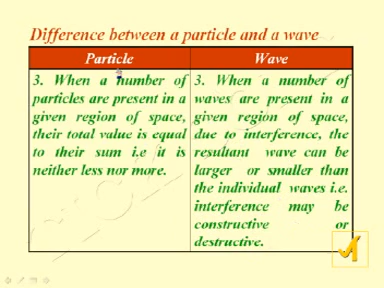 Difference between a particle and a wave
Particle
Wave
3. When a number of
particles are present in a
given region of space,
their total value is equal
to their sum i.e it is
neither less nor more.
3. When a number of
waves are present in a
given region of space,
due to interference, the
resultant wave can be
larger or smaller than
the individual waves i.e.
interference may be
constructive or
destructive.